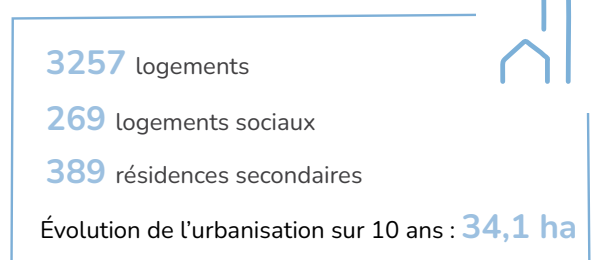 3257 logements
269 logements sociaux
389 résidences secondaires
Évolution de l’urbanisation sur 10 ans : 34,1 ha